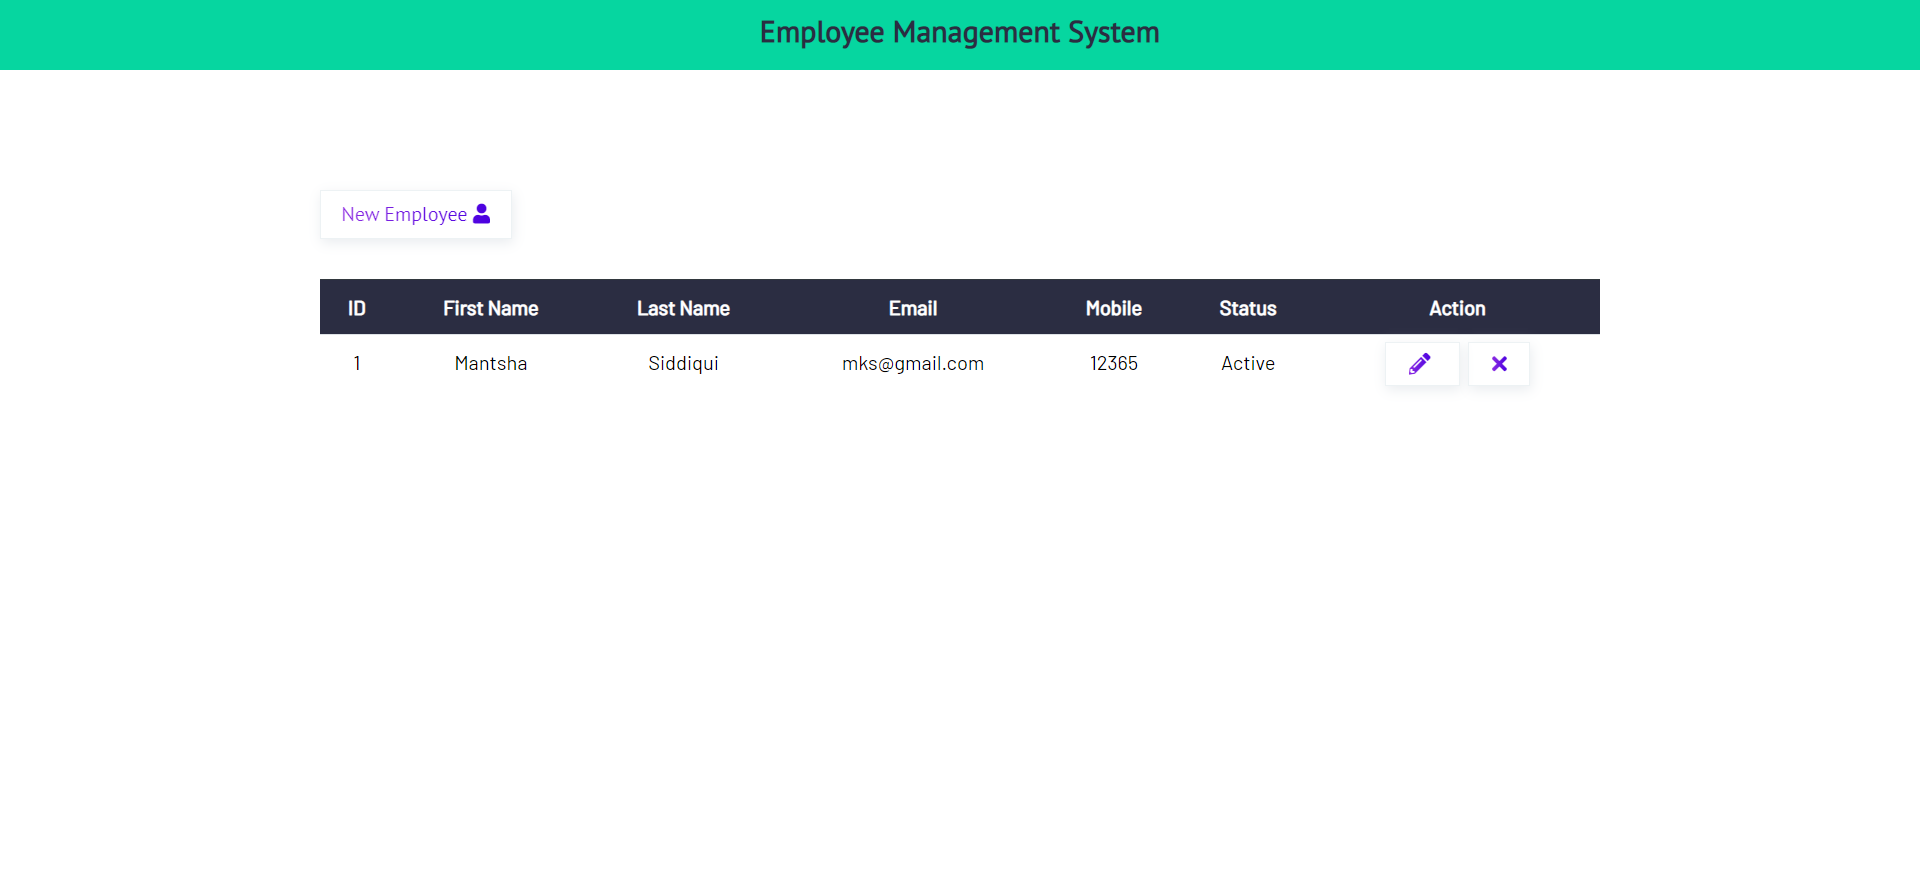 Employee Management System
New Employee
ID First Name Last Name Email Mobile Status Action
1 Mantsha Siddiqui mks@gmail.com 12365 Active